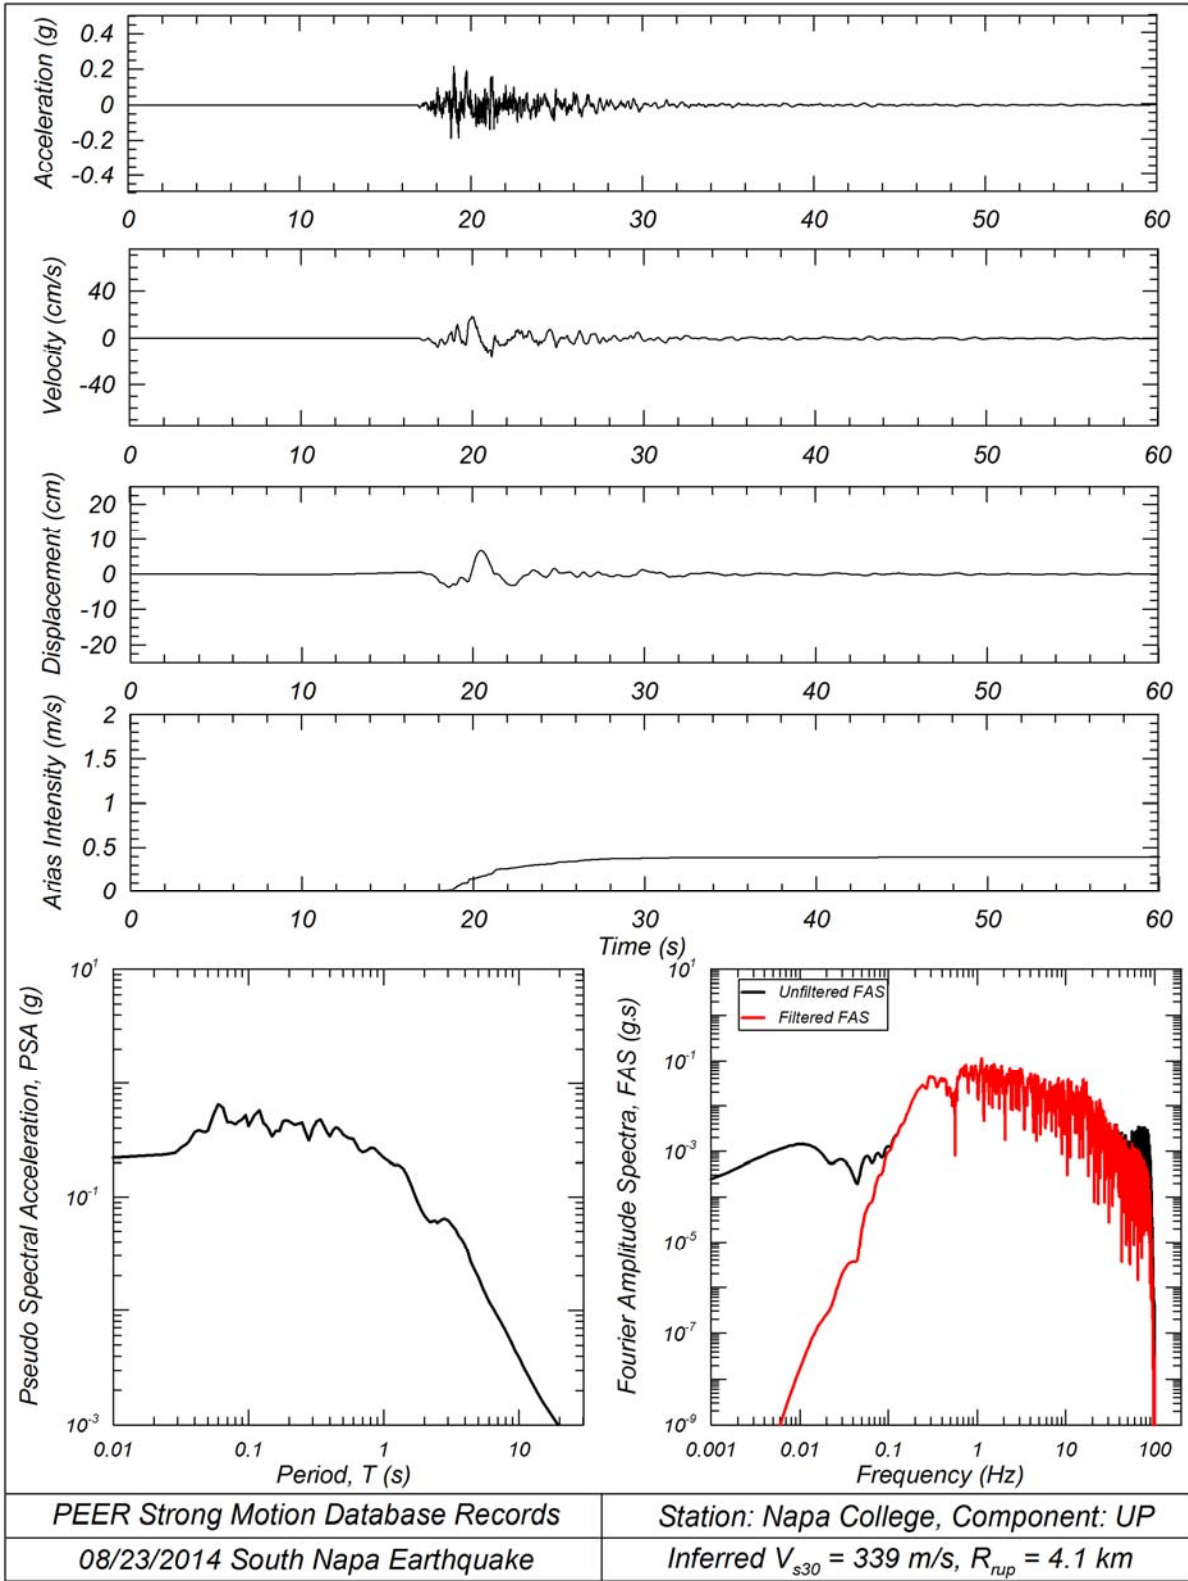 Acceleration (g)
0.4
0.2
0
-0.2
-0.4
0 10 20 30 40 50 60
Velocity (cm/s)
40
0
-40
0 10 20 30 40 50 60
Displacement (cm)
20
10
0
-10
-20
0 10 20 30 40 50 60
Arias Intensity (m/s)
2
1.5
1
0.5
0
0 10 20 30 40 50 60
Time (s)
Pseudo Spectral Acceleration, PSA (g)
10¹
10⁻¹
10⁻³
0.01 0.1 1 10
Period, T (s)
Fourier Amplitude Spectra, FAS (g.s)
10¹
Unfiltered FAS
Filtered FAS
10⁻¹
10⁻³
10⁻⁵
10⁻⁷
10⁻⁹
0.001 0.01 0.1 1 10 100
Frequency (Hz)
PEER Strong Motion Database Records
Station: Napa College, Component: UP
08/23/2014 South Napa Earthquake
Inferred Vs30 = 339 m/s, Rrup = 4.1 km